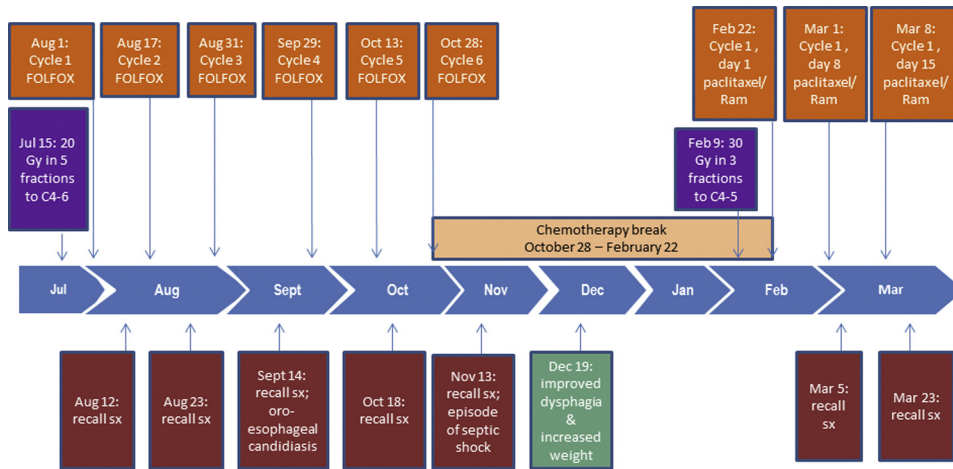 Aug 1:
Cycle 1
FOLFOX
Aug 17:
Cycle 2
FOLFOX
Aug 31:
Cycle 3
FOLFOX
Sep 29:
Cycle 4
FOLFOX
Oct 13:
Cycle 5
FOLFOX
Oct 28:
Cycle 6
FOLFOX
Feb 22:
Cycle 1 ,
day 1
paclitaxel/
Ram
Mar 1:
Cycle 1 ,
day 8
paclitaxel/
Ram
Mar 8:
Cycle 1 ,
day 15
paclitaxel/
Ram
Jul 15: 20
Gy in 5
fractions
to C4-6
Feb 9: 30
Gy in 3
fractions
to C4-5
Chemotherapy break
October 28 – February 22
Jul
Aug
Sept
Oct
Nov
Dec
Jan
Feb
Mar
Aug 12:
recall sx
Aug 23:
recall sx
Sept 14:
recall sx;
oro-
esophageal
candidiasis
Oct 18:
recall sx
Nov 13:
recall sx;
episode of
septic
shock
Dec 19:
improved
dysphagia
&
increased
weight
Mar 5:
recall
sx
Mar 23:
recall sx